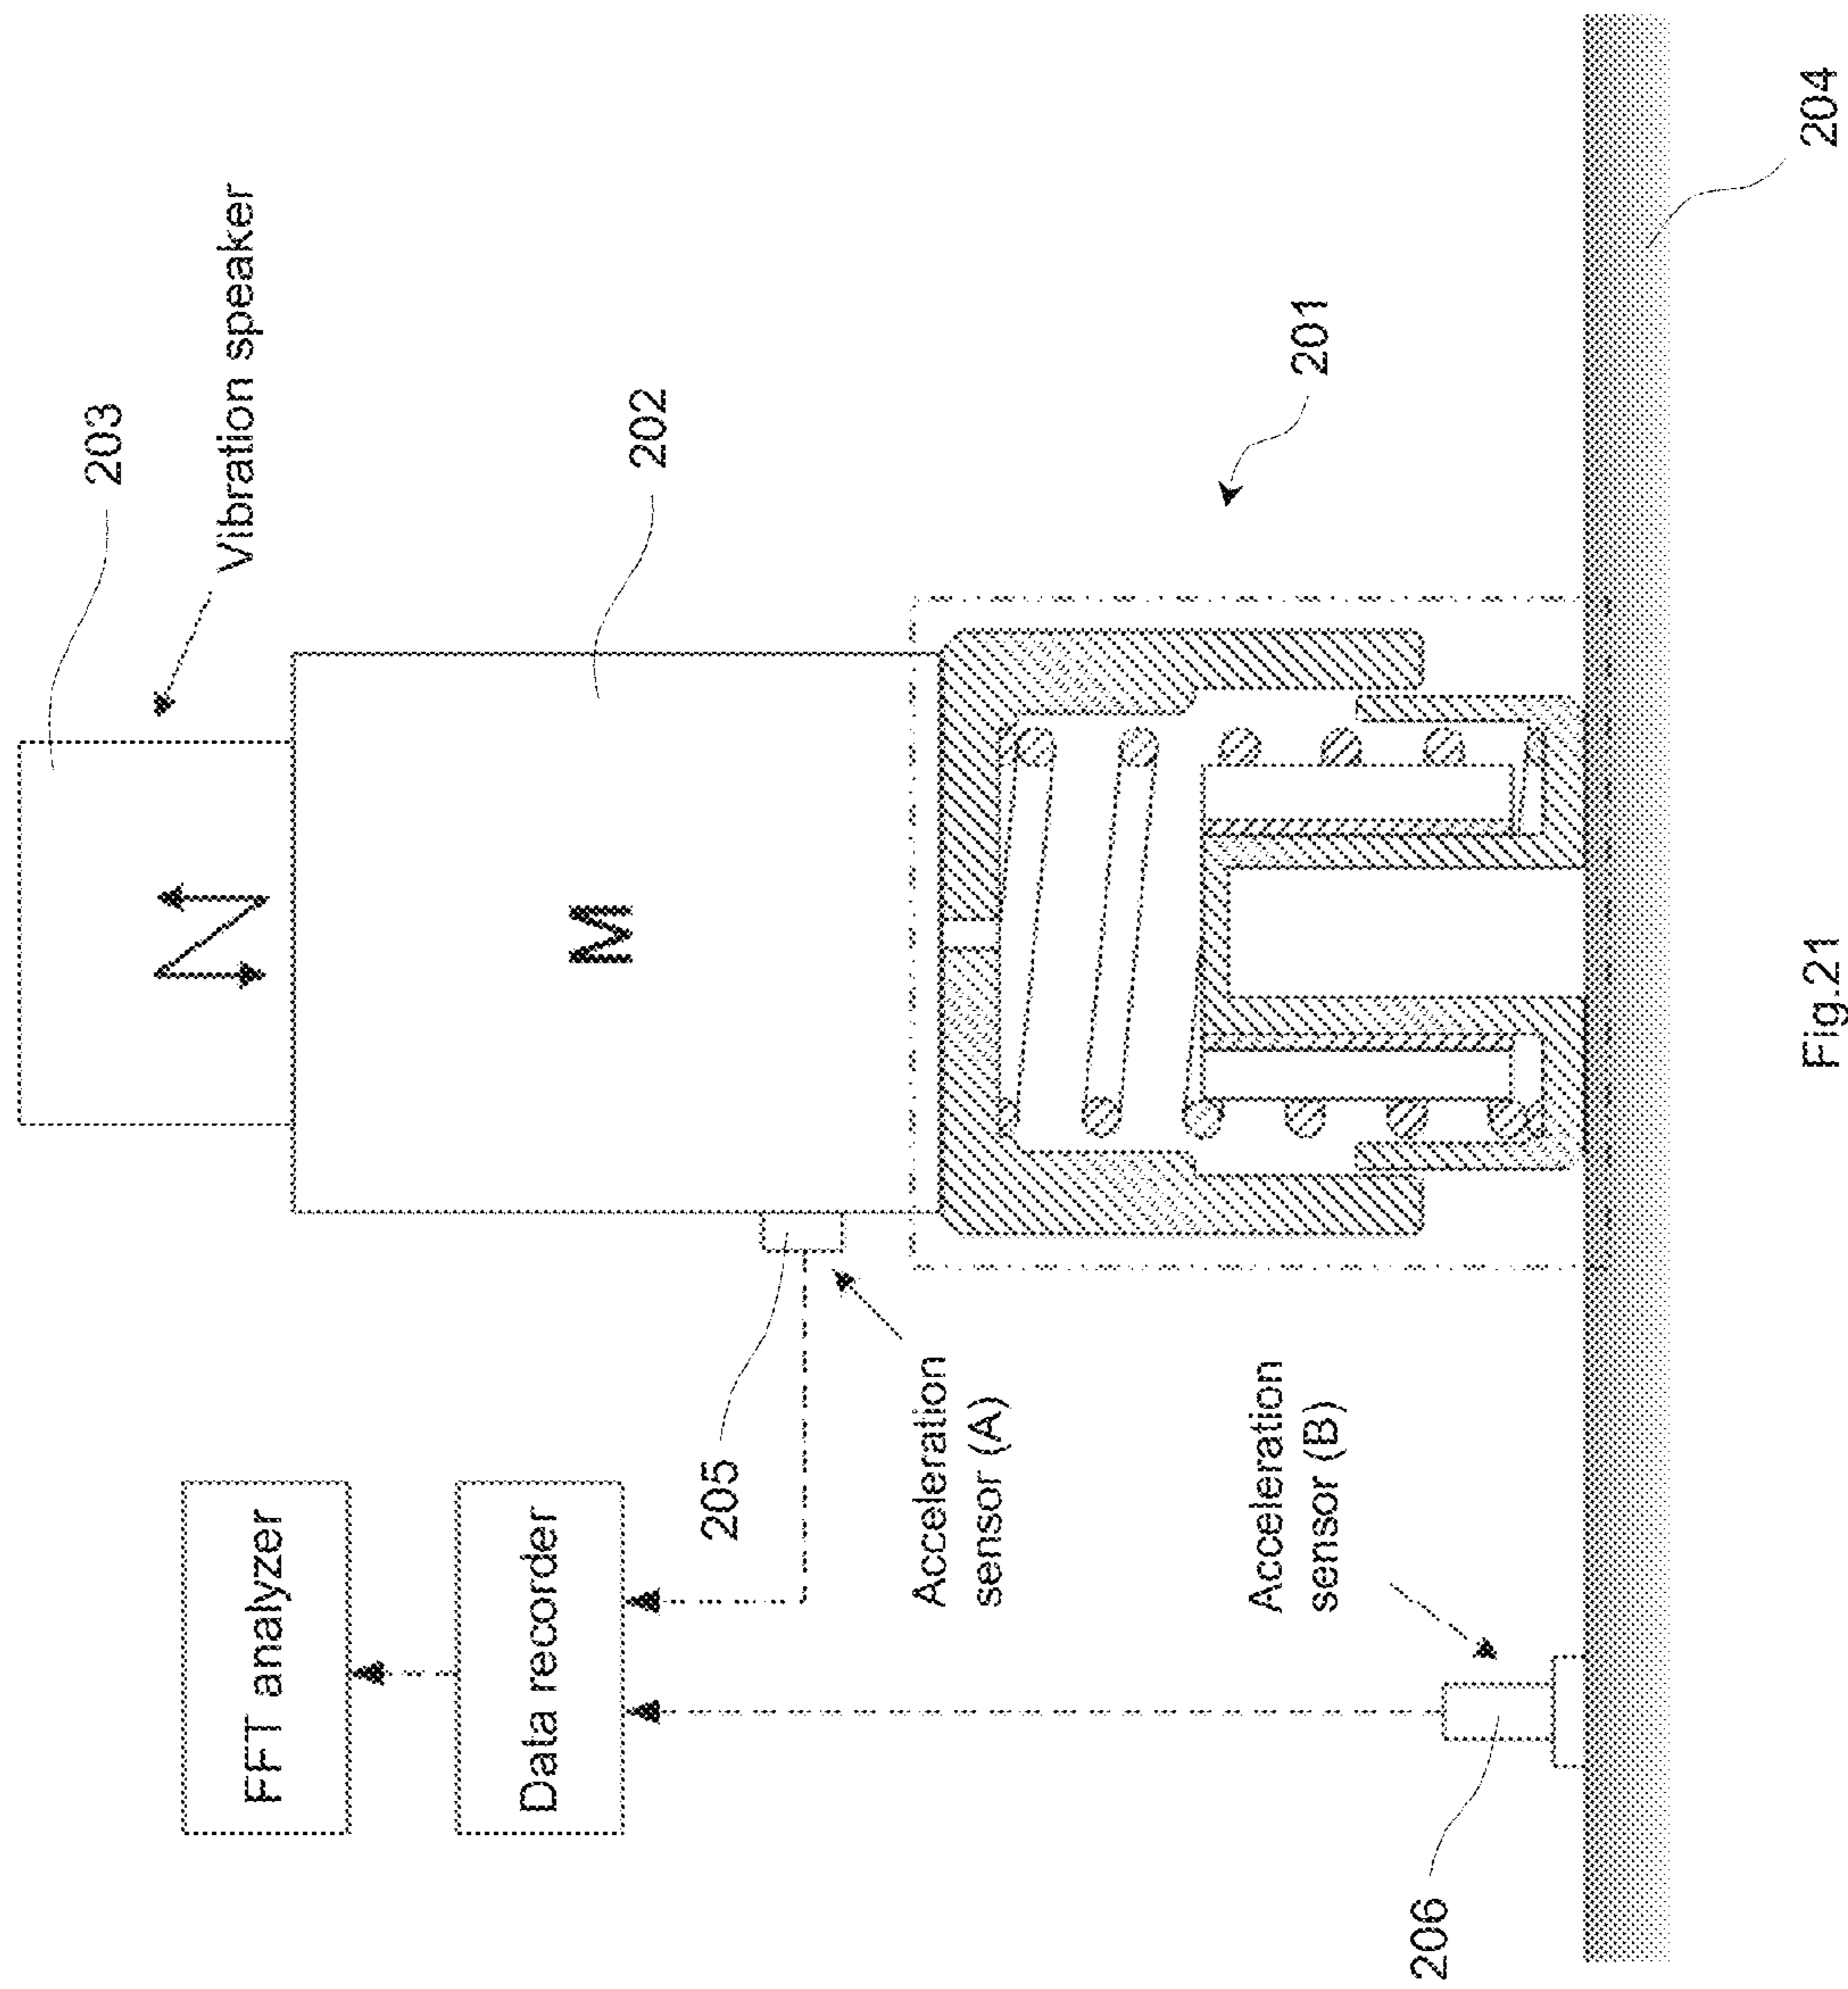 203
Vibration speaker
202
M
FFT analyzer
Data recorder
205
Acceleration
sensor (A)
201
Acceleration
sensor (B)
206
204
Fig.21